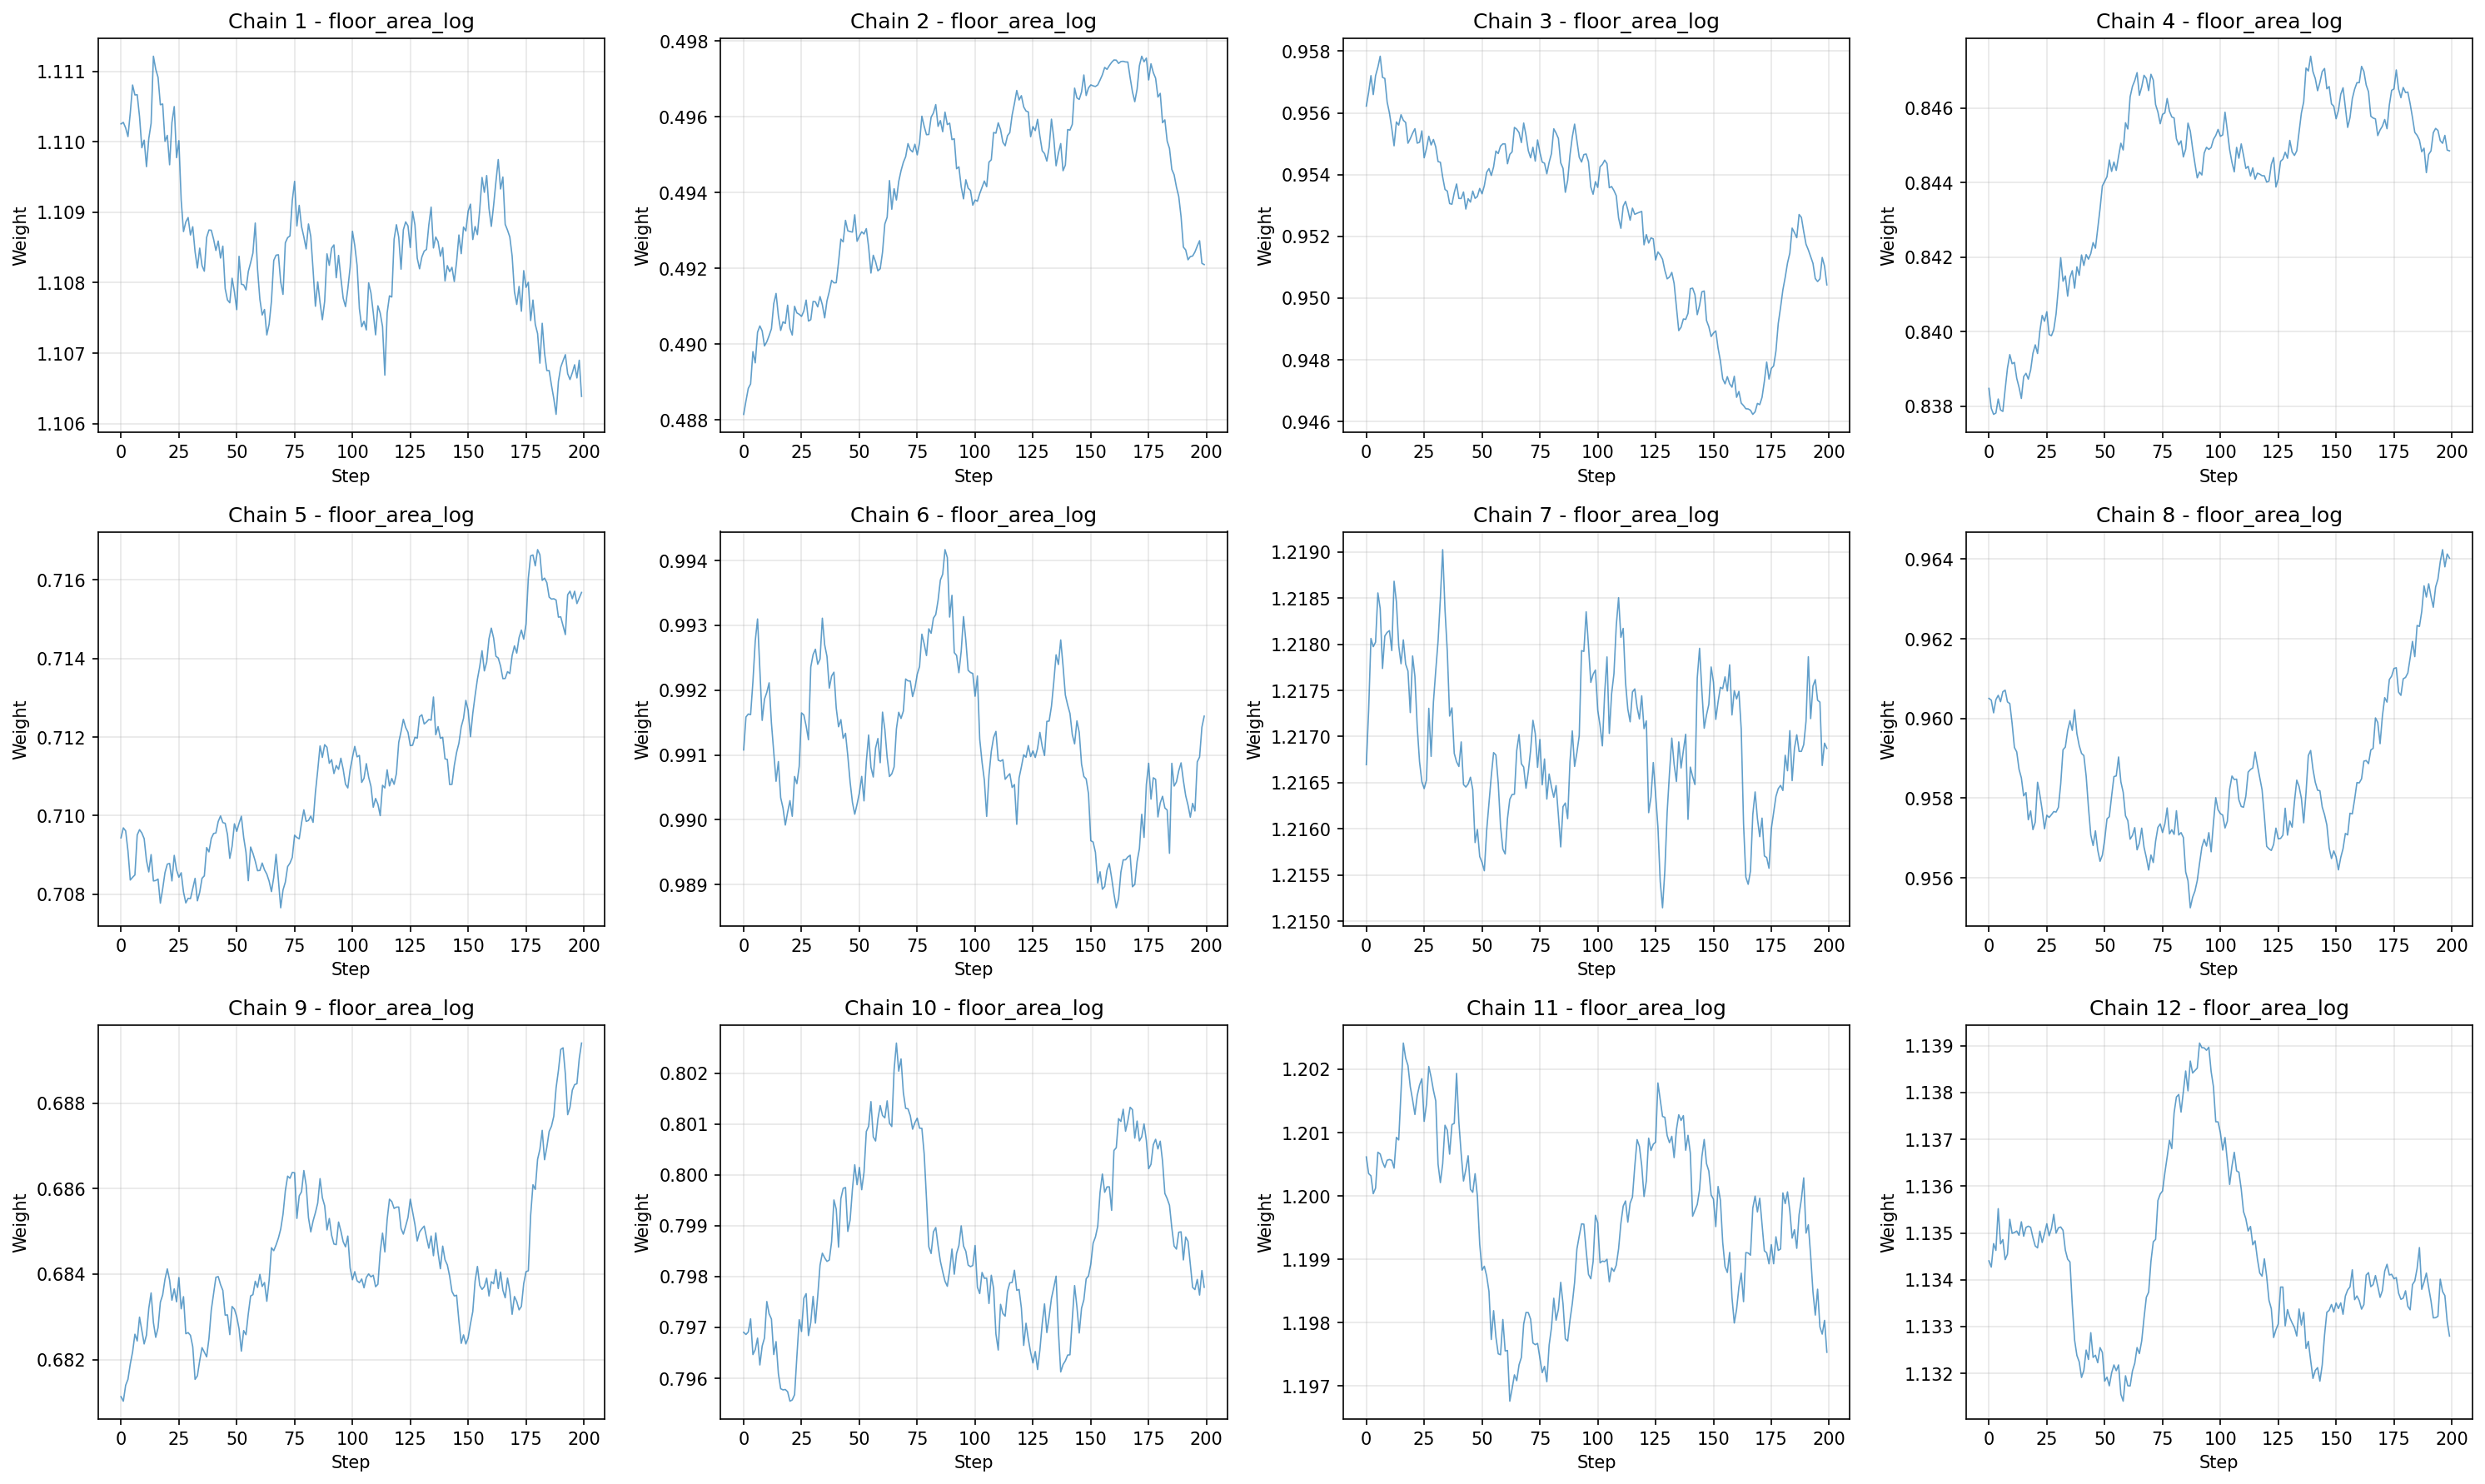 Chain 1 - floor_area_log
Weight
1.111
1.110
1.109
1.108
1.107
1.106
0 25 50 75 100 125 150 175 200
Step
Chain 2 - floor_area_log
Weight
0.498
0.496
0.494
0.492
0.490
0.488
0 25 50 75 100 125 150 175 200
Step
Chain 3 - floor_area_log
Weight
0.958
0.956
0.954
0.952
0.950
0.948
0.946
0 25 50 75 100 125 150 175 200
Step
Chain 4 - floor_area_log
Weight
0.846
0.844
0.842
0.840
0.838
0 25 50 75 100 125 150 175 200
Step
Chain 5 - floor_area_log
Weight
0.716
0.714
0.712
0.710
0.708
0 25 50 75 100 125 150 175 200
Step
Chain 6 - floor_area_log
Weight
0.994
0.993
0.992
0.991
0.990
0.989
0 25 50 75 100 125 150 175 200
Step
Chain 7 - floor_area_log
Weight
1.2190
1.2185
1.2180
1.2175
1.2170
1.2165
1.2160
1.2155
1.2150
0 25 50 75 100 125 150 175 200
Step
Chain 8 - floor_area_log
Weight
0.964
0.962
0.960
0.958
0.956
0 25 50 75 100 125 150 175 200
Step
Chain 9 - floor_area_log
Weight
0.688
0.686
0.684
0.682
0 25 50 75 100 125 150 175 200
Step
Chain 10 - floor_area_log
Weight
0.802
0.801
0.800
0.799
0.798
0.797
0.796
0 25 50 75 100 125 150 175 200
Step
Chain 11 - floor_area_log
Weight
1.202
1.201
1.200
1.199
1.198
1.197
0 25 50 75 100 125 150 175 200
Step
Chain 12 - floor_area_log
Weight
1.139
1.138
1.137
1.136
1.135
1.134
1.133
1.132
0 25 50 75 100 125 150 175 200
Step